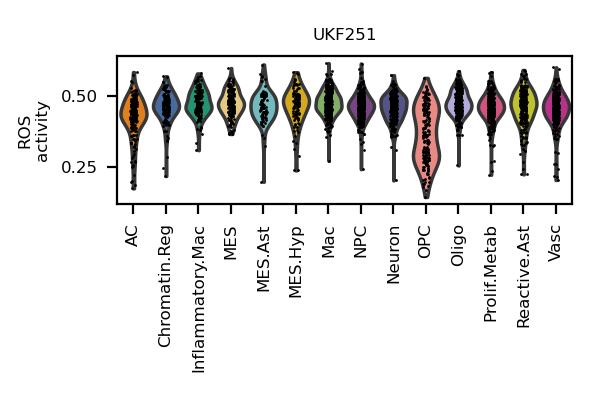 UKF251
ROS
activity
0.50
0.25
AC
Chromatin.Reg
Inflammatory.Mac
MES
MES.Ast
MES.Hyp
Mac
NPC
Neuron
OPC
Oligo
Prolif.Metab
Reactive.Ast
Vasc